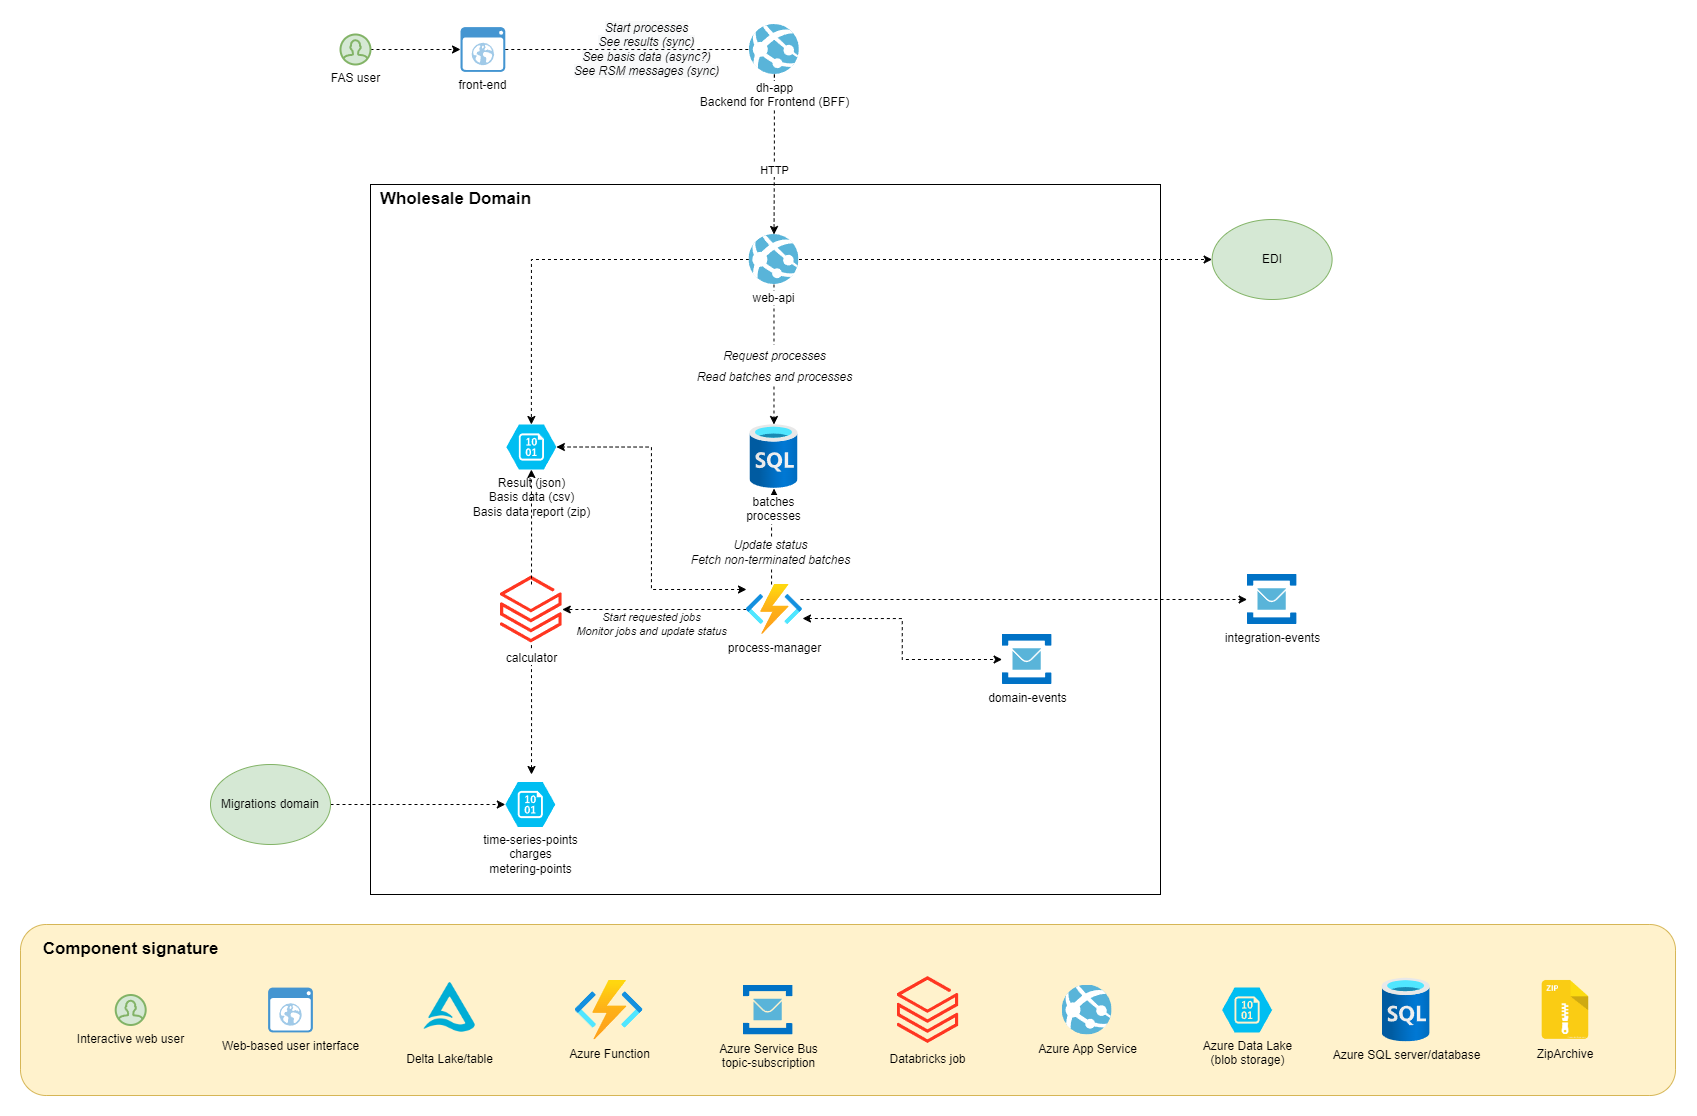 Start processes
See results (sync)
See basis data (async?)
See RSM messages (sync)
FAS user
front-end
dh-app
Backend for Frontend (BFF)
HTTP
Wholesale Domain
EDI
web-api
Request processes
Read batches and processes
10
01
SQL
Result (json)
Basis data (csv)
Basis data report (zip)
batches
processes
Update status
Fetch non-terminated batches
Start requested jobs
Monitor jobs and update status
calculator
process-manager
integration-events
domain-events
Migrations domain
10
01
time-series-points
charges
metering-points
Component signature
Interactive web user
Web-based user interface
Delta Lake/table
Azure Function
Azure Service Bus
topic-subscription
Databricks job
Azure App Service
10
01
Azure Data Lake
(blob storage)
SQL
Azure SQL server/database
ZIP
ZipArchive